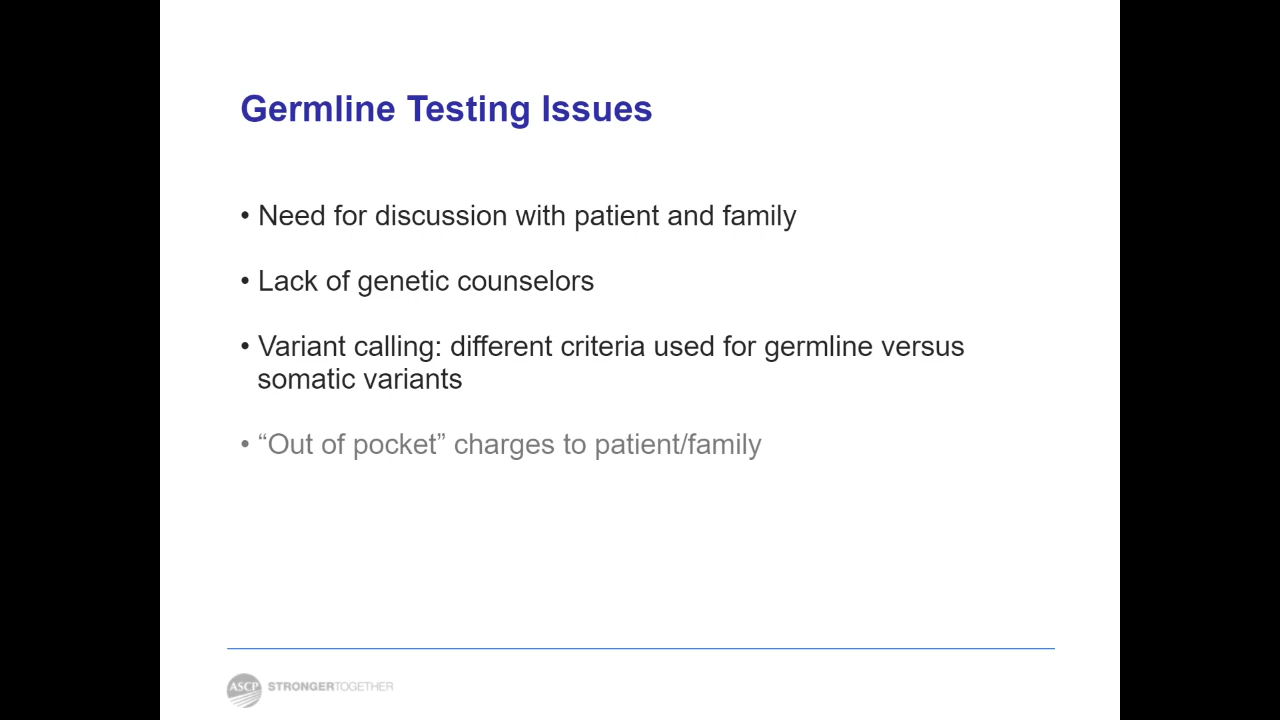 Germline Testing Issues
• Need for discussion with patient and family
• Lack of genetic counselors
• Variant calling: different criteria used for germline versus
somatic variants
• “Out of pocket” charges to patient/family
ASCP STRONGERTOGETHER